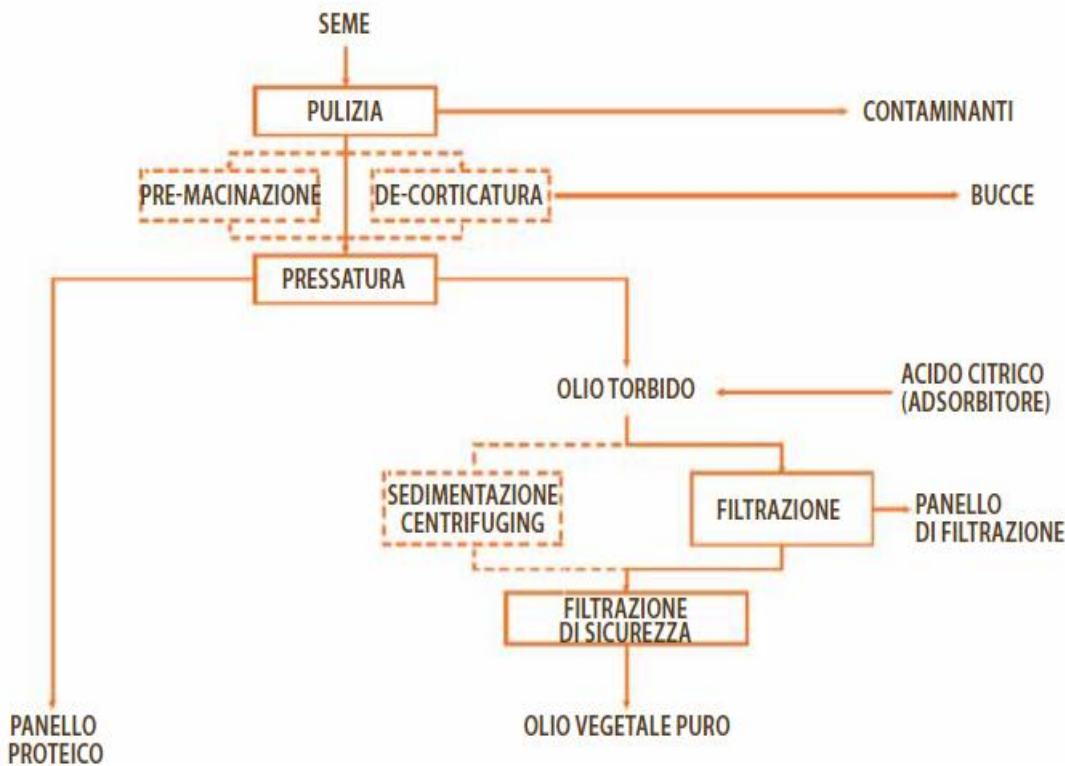 SEME
PULIZIA
CONTAMINANTI
PRE-MACINAZIONE
DE-CORTICATURA
BUCCE
PRESSATURA
OLIO TORBIDO
ACIDO CITRICO
(ADSORBITORE)
SEDIMENTAZIONE
CENTRIFUGING
FILTRAZIONE
PANELLO
DI FILTRAZIONE
FILTRAZIONE
DI SICUREZZA
PANELLO
PROTEICO
OLIO VEGETALE PURO